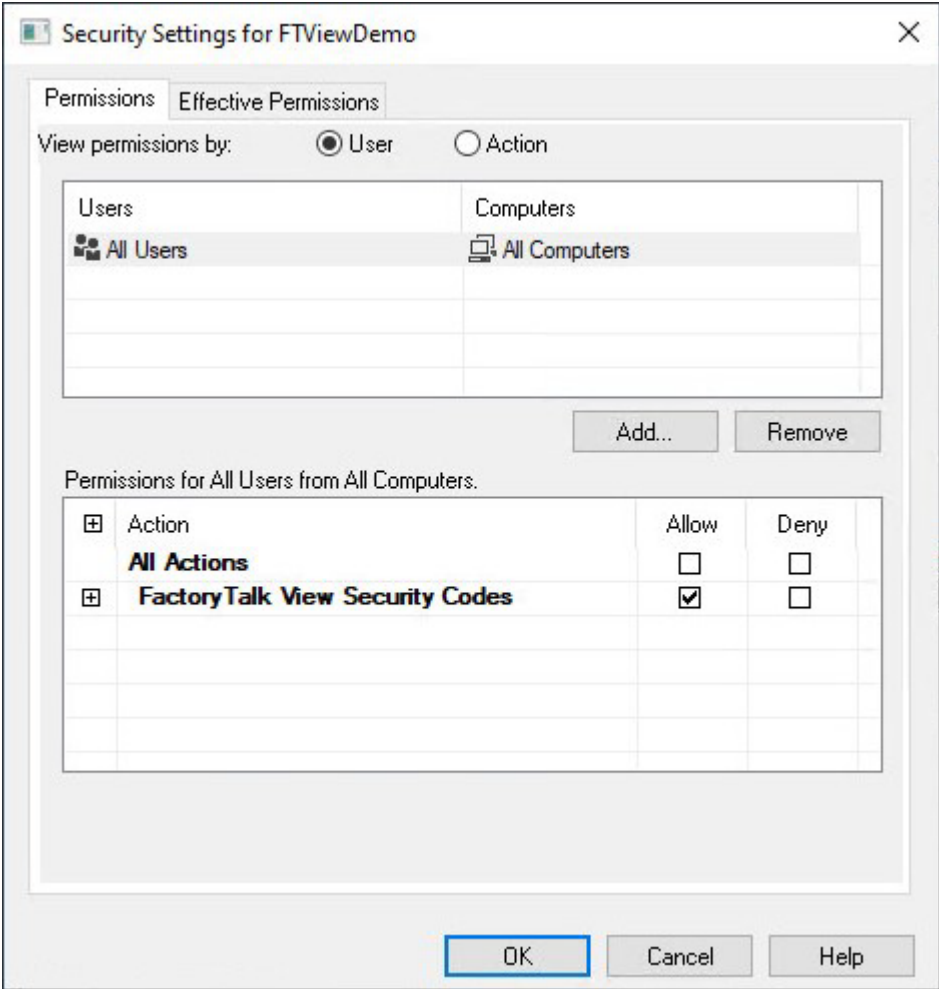 Security Settings for FTViewDemo
Permissions Effective Permissions
View permissions by: User Action
Users Computers
All Users All Computers
Add... Remove
Permissions for All Users from All Computers.
Action Allow Deny
All Actions
FactoryTalk View Security Codes
OK Cancel Help